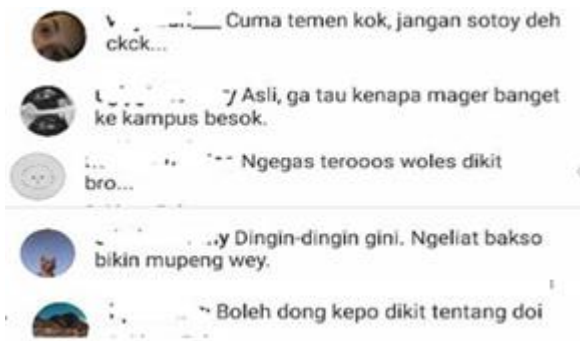 Cuma temen kok, jangan sotoy deh
ckck...
Asli, ga tau kenapa mager banget
ke kampus besok.
Ngegas terooos woles dikit
bro...
Dingin-dingin gini. Ngeliat bakso
bikin mupeng wey.
Boleh dong kepo dikit tentang doi